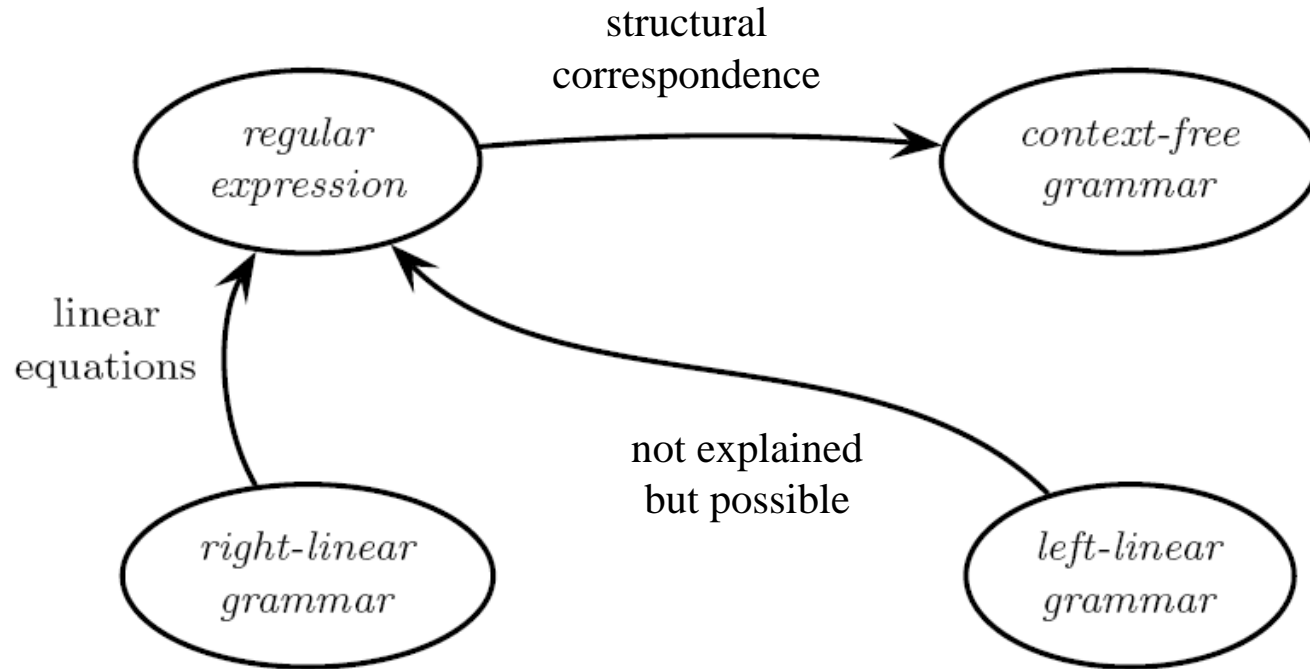 structural
correspondence
regular
expression
context-free
grammar
linear
equations
not explained
but possible
right-linear
grammar
left-linear
grammar